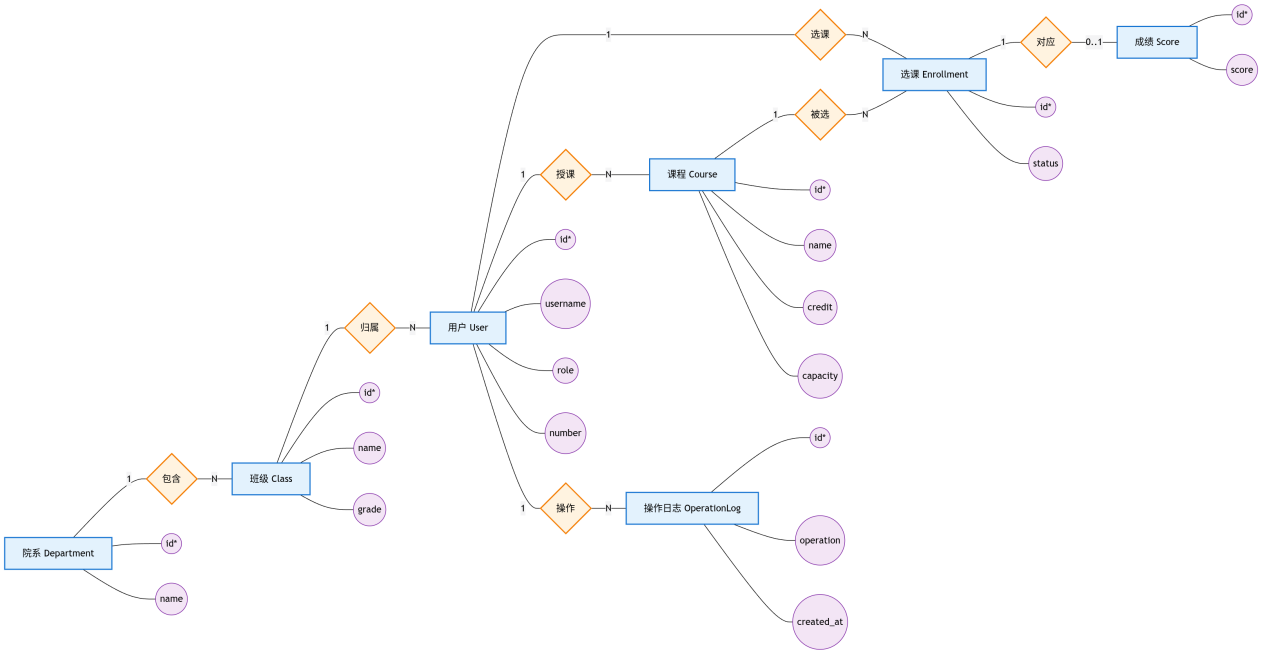 id*
选课
1
N
成绩 Score
对应
1
0..1
score
选课 Enrollment
id*
被选
1
N
status
授课
1
N
课程 Course
id*
id*
name
username
credit
归属
1
N
用户 User
role
capacity
id*
number
id*
name
包含
1
N
班级 Class
grade
操作
1
N
操作日志 OperationLog
operation
院系 Department
id*
name
created_at